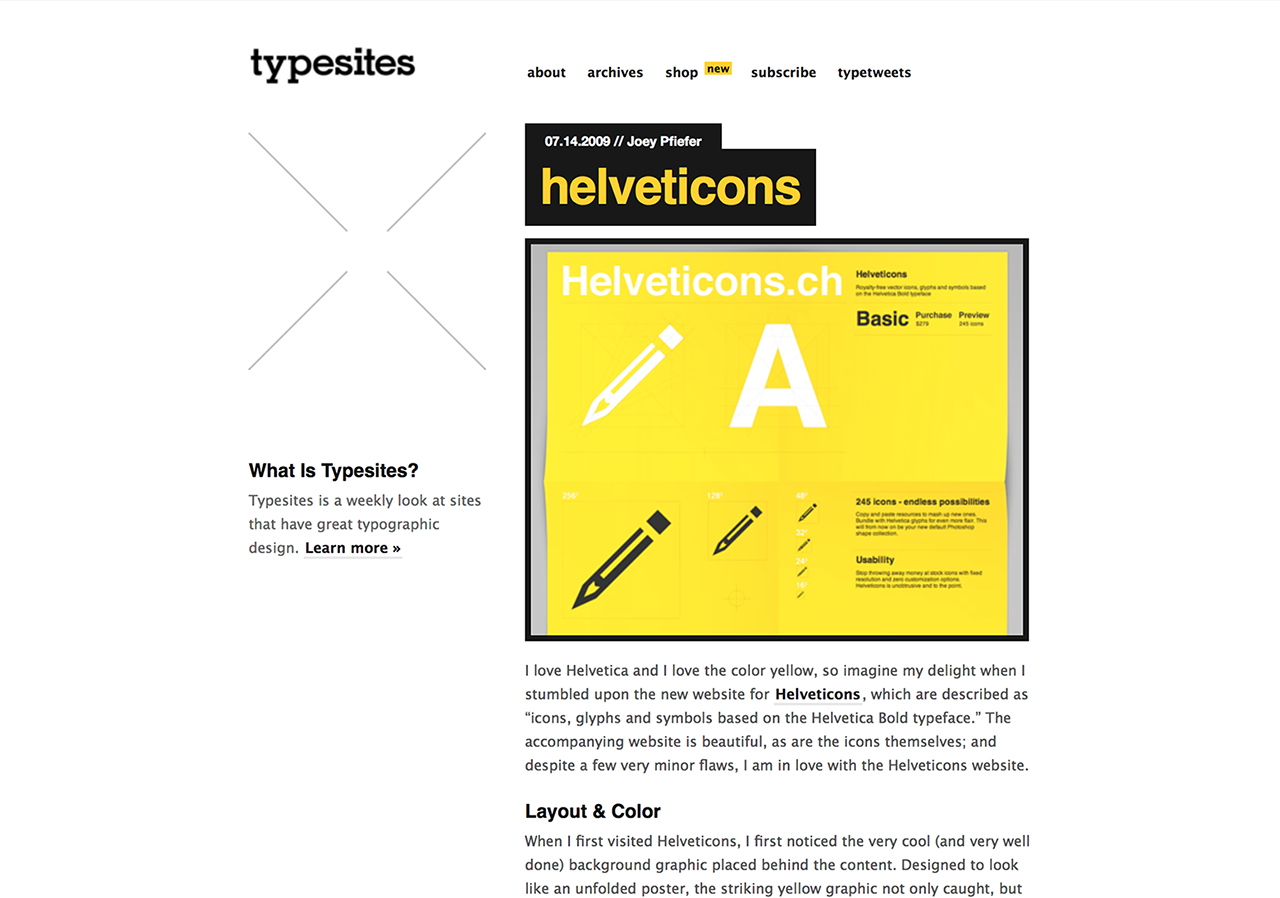 typesites
about archives shop new subscribe typetweets
07.14.2009 // Joey Pfiefer
helveticons
Helveticons.ch
Helveticons
Royalty-free vector icons, glyphs and symbols based
on the Helvetica Bold typeface
Basic
Purchase
$279
Preview
245 icons
A
256²
128²
48²
32²
24²
16²
245 icons - endless possibilities
Copy and paste resources to mash up new ones.
Bundle with Helvetica glyphs for even more flair. This
will from now on be your new default Photoshop
shape collection.
Usability
Stop throwing away money at stock icons with fixed
resolution and zero customization options.
Helveticons is unobtrusive and to the point.
What Is Typesites?
Typesites is a weekly look at sites
that have great typographic
design. Learn more »
I love Helvetica and I love the color yellow, so imagine my delight when I
stumbled upon the new website for Helveticons, which are described as
“icons, glyphs and symbols based on the Helvetica Bold typeface.” The
accompanying website is beautiful, as are the icons themselves; and
despite a few very minor flaws, I am in love with the Helveticons website.
Layout & Color
When I first visited Helveticons, I first noticed the very cool (and very well
done) background graphic placed behind the content. Designed to look
like an unfolded poster, the striking yellow graphic not only caught, but